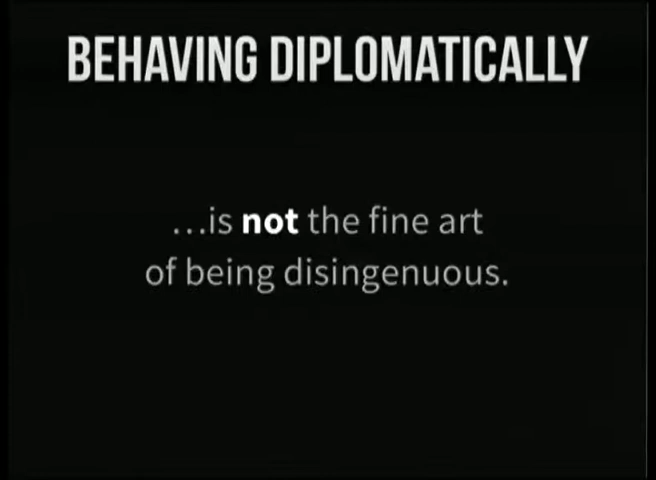 BEHAVING DIPLOMATICALLY
...is not the fine art
of being disingenuous.